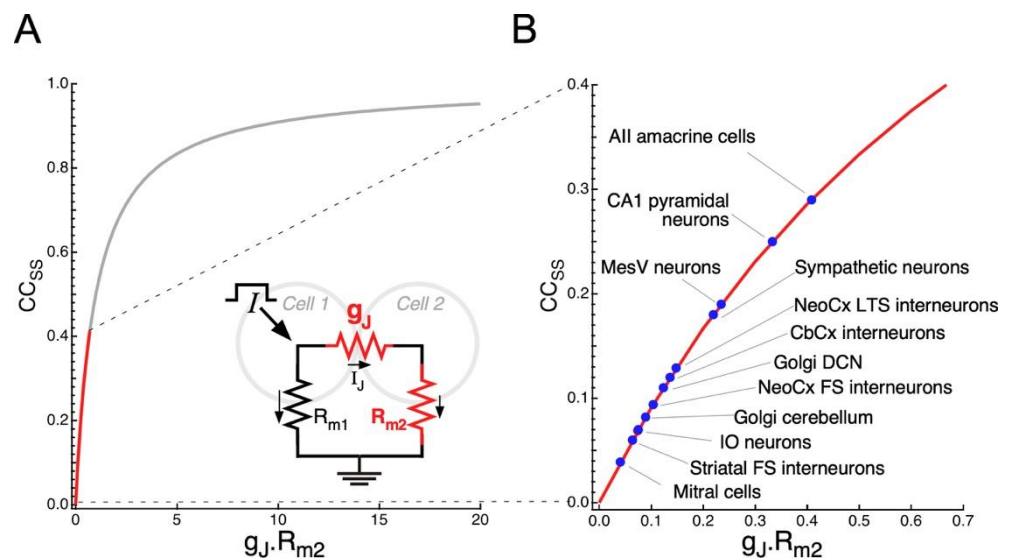 A
B
1.0
0.8
0.6
0.4
0.2
0.0
CCSS
0
5
10
15
20
gJ.Rm2
I
Cell 1
Cell 2
gJ
IJ
Rm1
Rm2
0.4
0.3
0.2
0.1
0.0
CCSS
0.0
0.1
0.2
0.3
0.4
0.5
0.6
0.7
gJ.Rm2
AII amacrine cells
CA1 pyramidal
neurons
MesV neurons
Sympathetic neurons
NeoCx LTS interneurons
CbCx interneurons
Golgi DCN
NeoCx FS interneurons
Golgi cerebellum
IO neurons
Striatal FS interneurons
Mitral cells